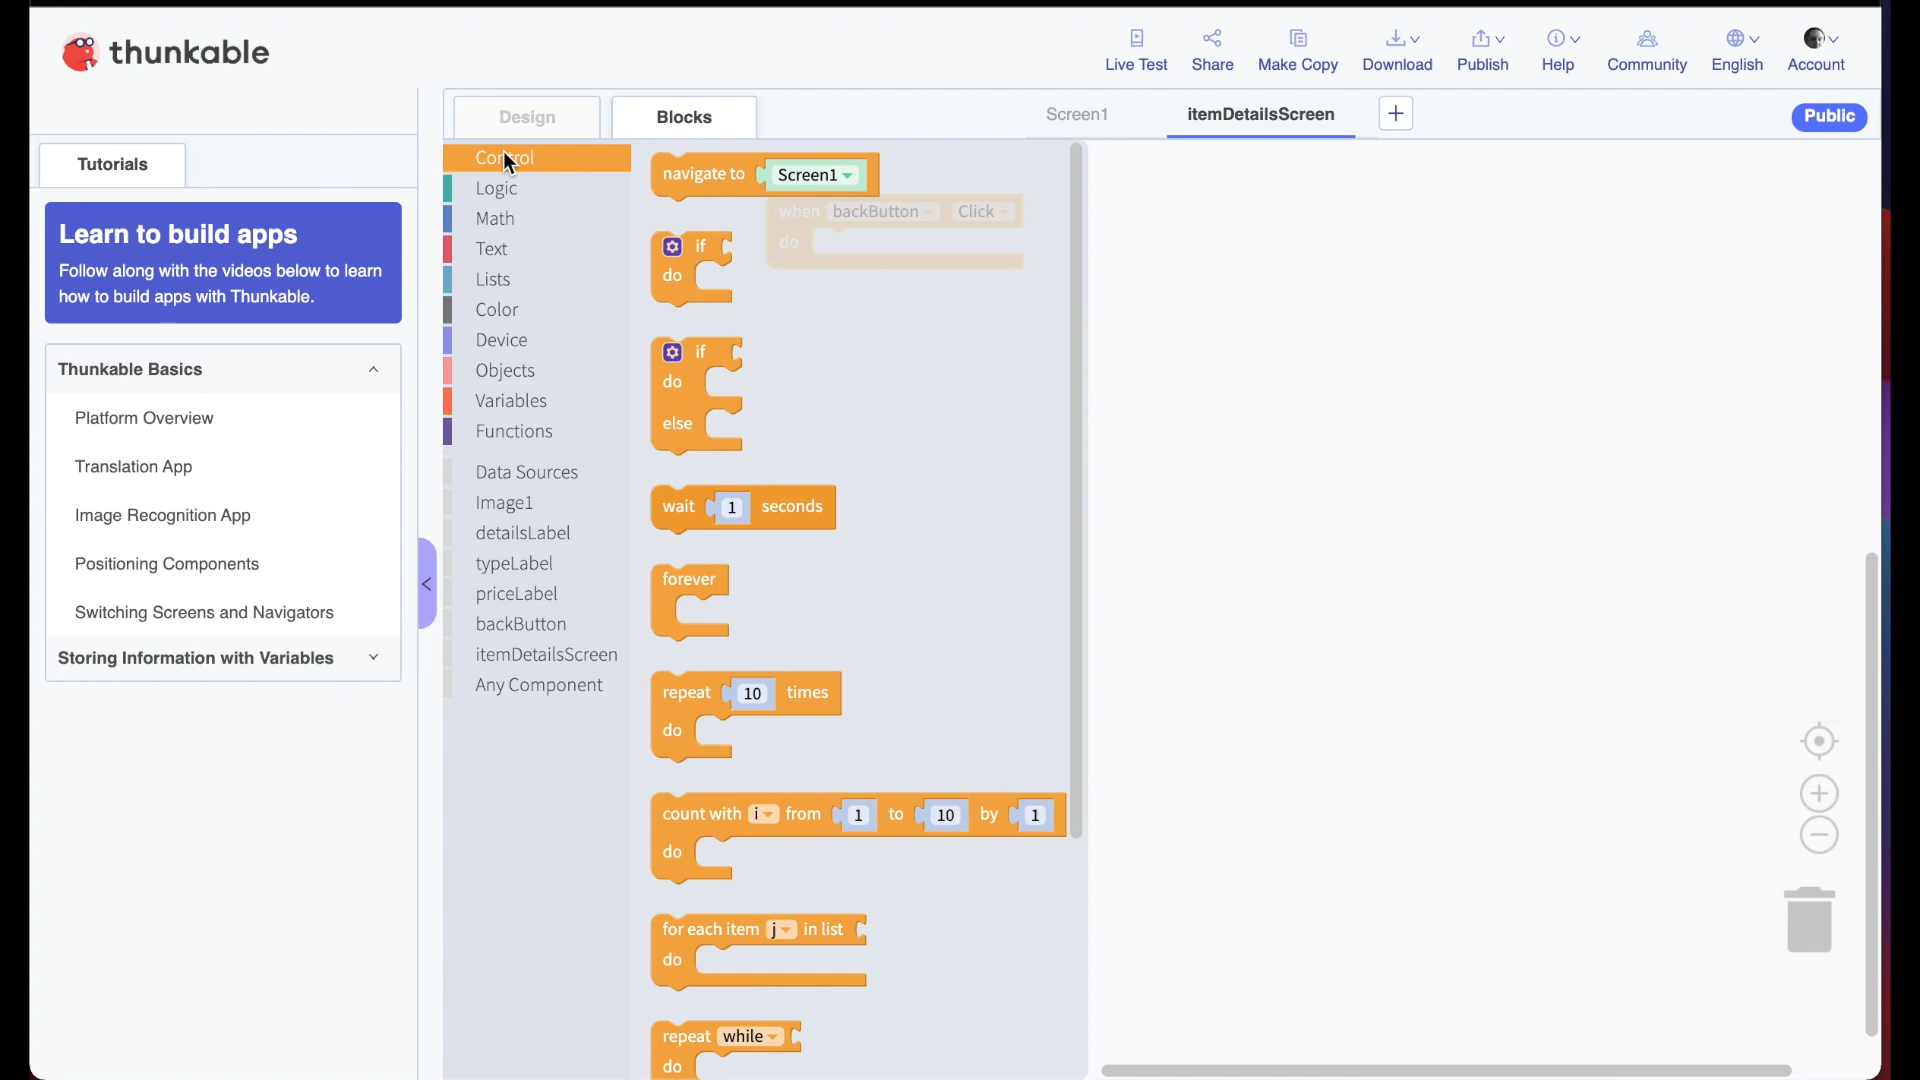 thunkable
Live Test
Share
Make Copy
Download
Publish
Help
Community
English
Account
Design
Blocks
Screen1
itemDetailsScreen
+
Public
Tutorials
Learn to build apps
Follow along with the videos below to learn
how to build apps with Thunkable.
Thunkable Basics
Platform Overview
Translation App
Image Recognition App
Positioning Components
Switching Screens and Navigators
Storing Information with Variables
Control
Logic
Math
Text
Lists
Color
Device
Objects
Variables
Functions
Data Sources
Image1
detailsLabel
typeLabel
priceLabel
backButton
itemDetailsScreen
Any Component
navigate to Screen1
when backButton Click
do
if
do
if
do
else
wait 1 seconds
forever
repeat 10 times
do
count with i from 1 to 10 by 1
do
for each item j in list
do
repeat while
do